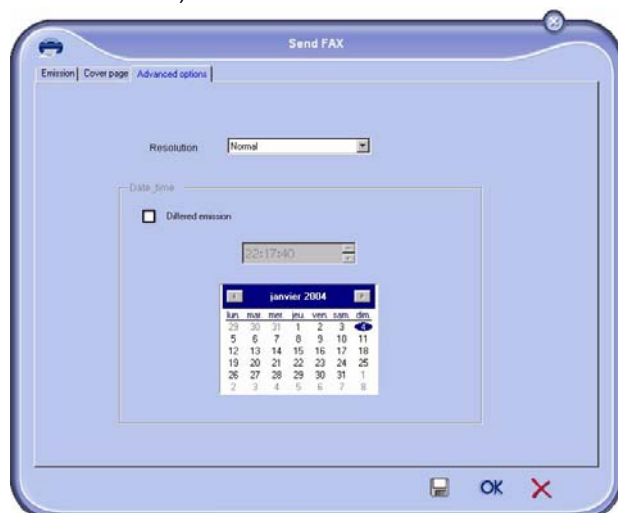 Send FAX
Emission Cover page Advanced options
Resolution Normal
Date_time
Differed emission
22:17:40
janvier 2004
lun. mar. mer. jeu. ven. sam. dim.
29 30 31 1 2 3 4
5 6 7 8 9 10 11
12 13 14 15 16 17 18
19 20 21 22 23 24 25
26 27 28 29 30 31 1
2 3 4 5 6 7 8
OK